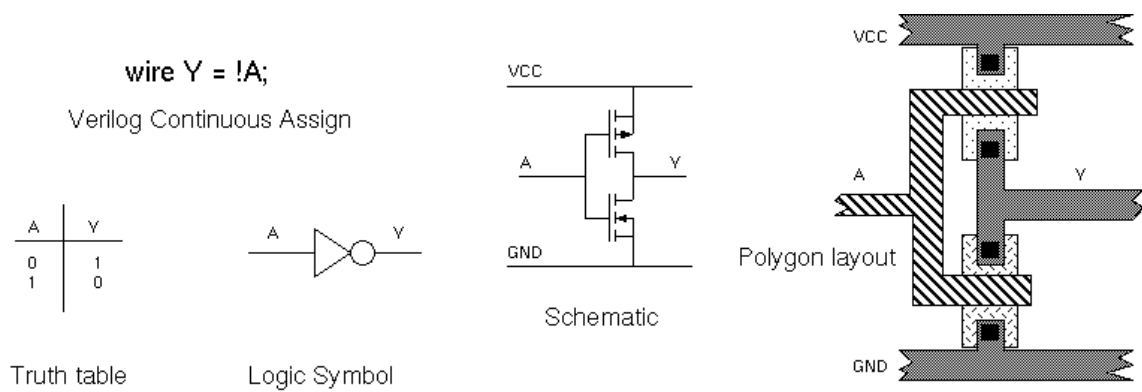 wire Y = !A;
Verilog Continuous Assign
A Y
0 1
1 0
Truth table
A Y
Logic Symbol
VCC
A Y
GND
Schematic
VCC
A Y
Polygon layout
GND